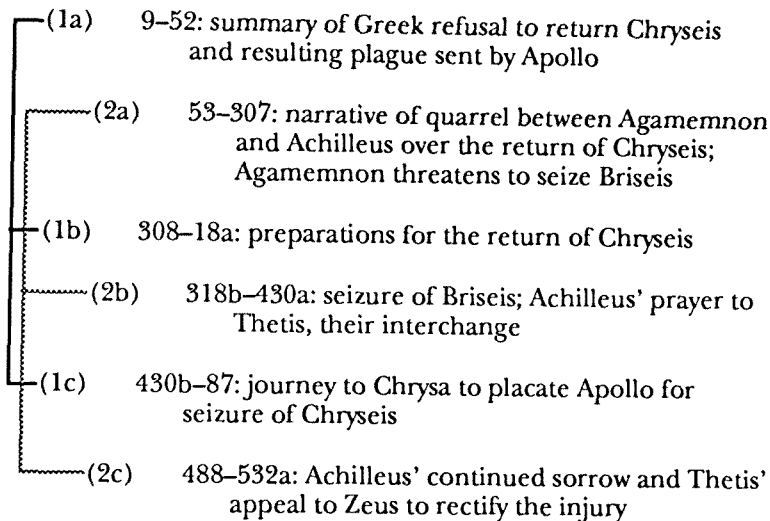 (1a) 9–52: summary of Greek refusal to return Chryseis
and resulting plague sent by Apollo
(2a) 53–307: narrative of quarrel between Agamemnon
and Achilleus over the return of Chryseis;
Agamemnon threatens to seize Briseis
(1b) 308–18a: preparations for the return of Chryseis
(2b) 318b–430a: seizure of Briseis; Achilleus’ prayer to
Thetis, their interchange
(1c) 430b–87: journey to Chrysa to placate Apollo for
seizure of Chryseis
(2c) 488–532a: Achilleus’ continued sorrow and Thetis’
appeal to Zeus to rectify the injury